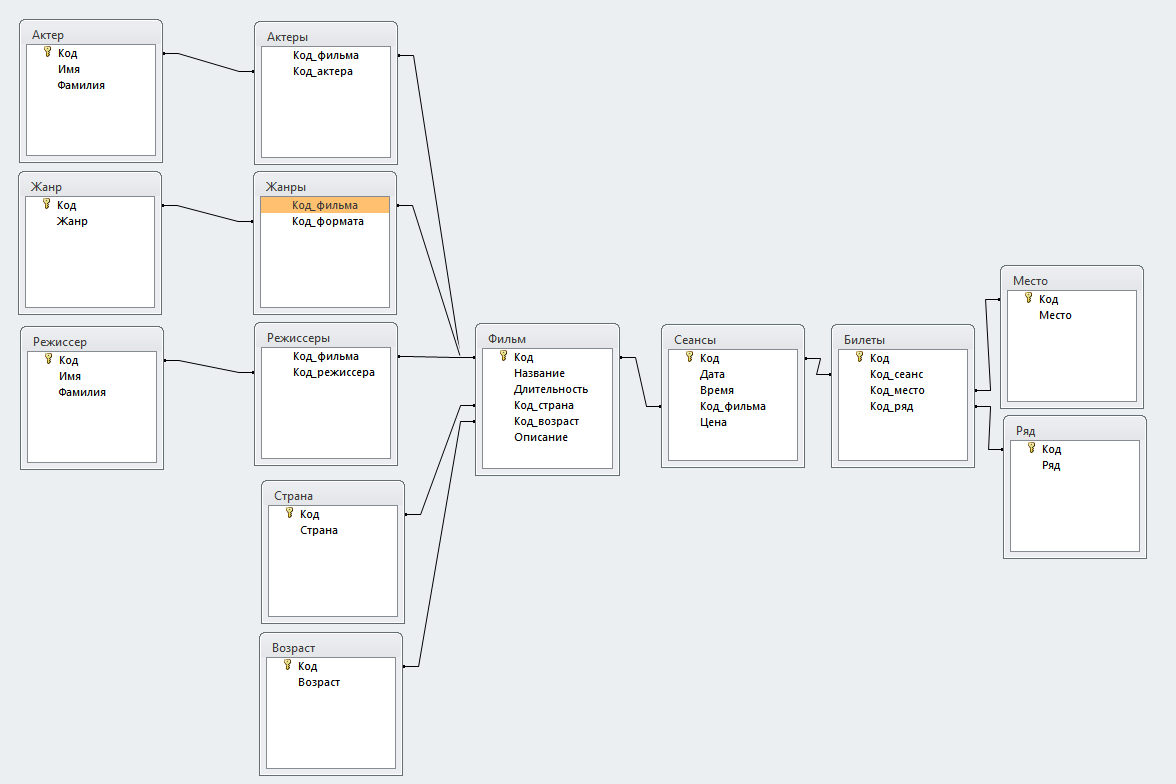 Актер
Код
Имя
Фамилия
Актеры
Код_фильма
Код_актера
Жанр
Код
Жанр
Жанры
Код_фильма
Код_формата
Режиссер
Код
Имя
Фамилия
Режиссеры
Код_фильма
Код_режиссера
Страна
Код
Страна
Возраст
Код
Возраст
Фильм
Код
Название
Длительность
Код_страна
Код_возраст
Описание
Сеансы
Код
Дата
Время
Код_фильма
Цена
Билеты
Код
Код_сеанс
Код_место
Код_ряд
Место
Код
Место
Ряд
Код
Ряд